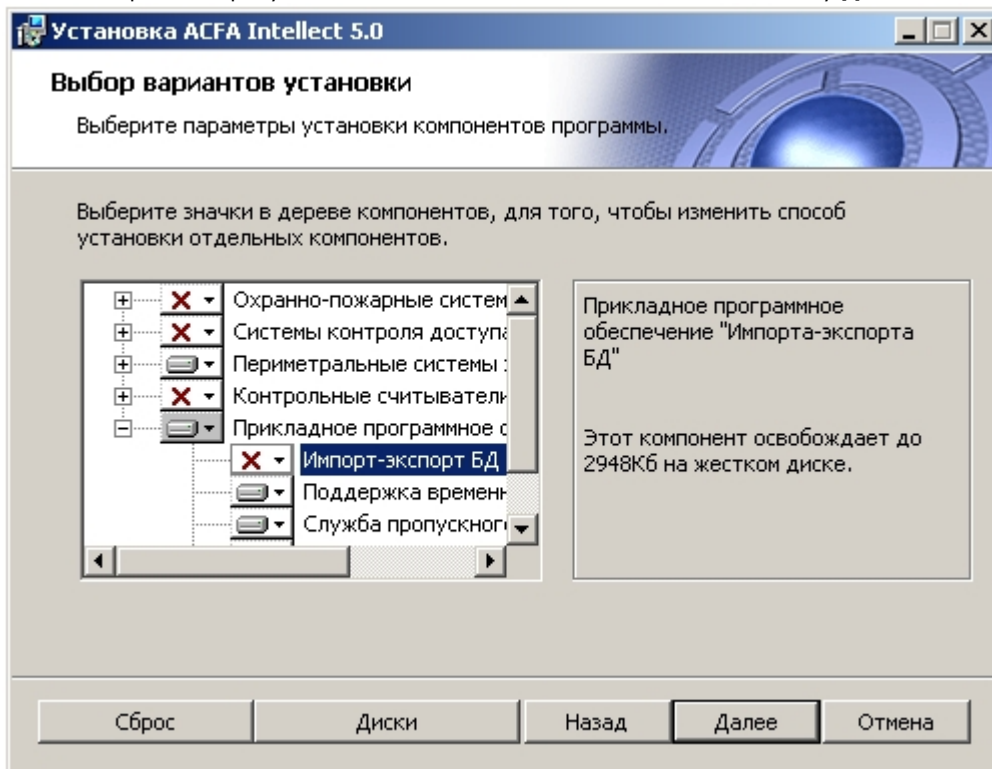 Установка ACFA Intellect 5.0
Выбор вариантов установки
Выберите параметры установки компонентов программы.
Выберите значки в дереве компонентов, для того, чтобы изменить способ
установки отдельных компонентов.
Охранно-пожарные систем
Системы контроля доступа
Периметральные системы
Контрольные считыватели
Прикладное программное с
Импорт-экспорт БД
Поддержка времен
Служба пропускног
Прикладное программное
обеспечение "Импорта-экспорта
БД"
Этот компонент освобождает до
2948Кб на жестком диске.
Сброс
Диски
Назад
Далее
Отмена